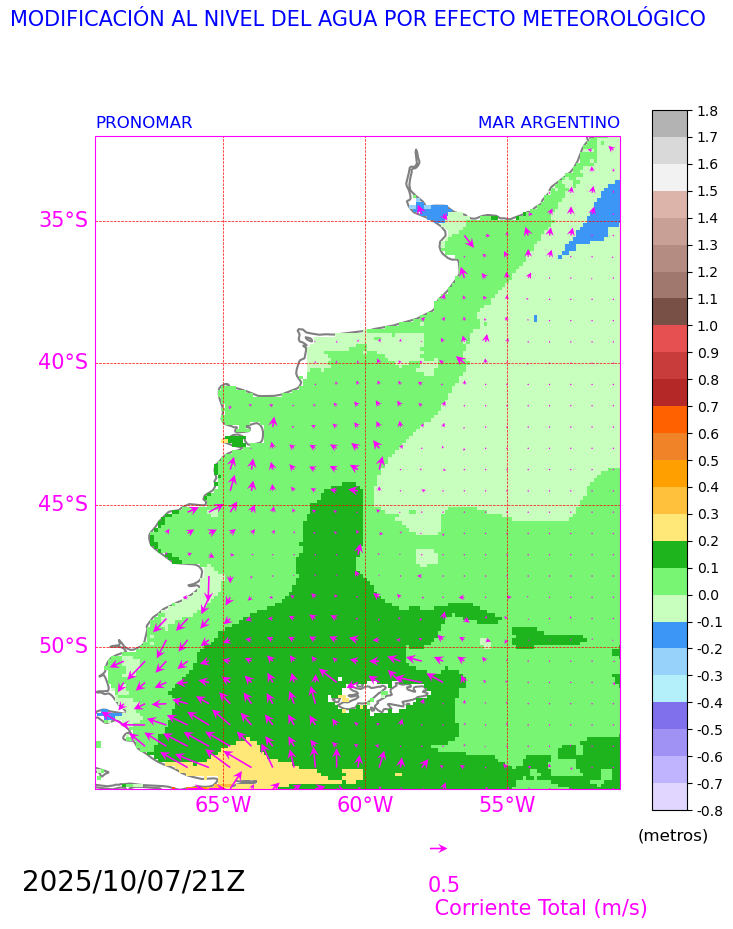 MODIFICACIÓN AL NIVEL DEL AGUA POR EFECTO METEOROLÓGICO
PRONOMAR MAR ARGENTINO
35°S
40°S
45°S
50°S
65°W 60°W 55°W
1.8
1.7
1.6
1.5
1.4
1.3
1.2
1.1
1.0
0.9
0.8
0.7
0.6
0.5
0.4
0.3
0.2
0.1
0.0
-0.1
-0.2
-0.3
-0.4
-0.5
-0.6
-0.7
-0.8
(metros)
2025/10/07/21Z
0.5
Corriente Total (m/s)